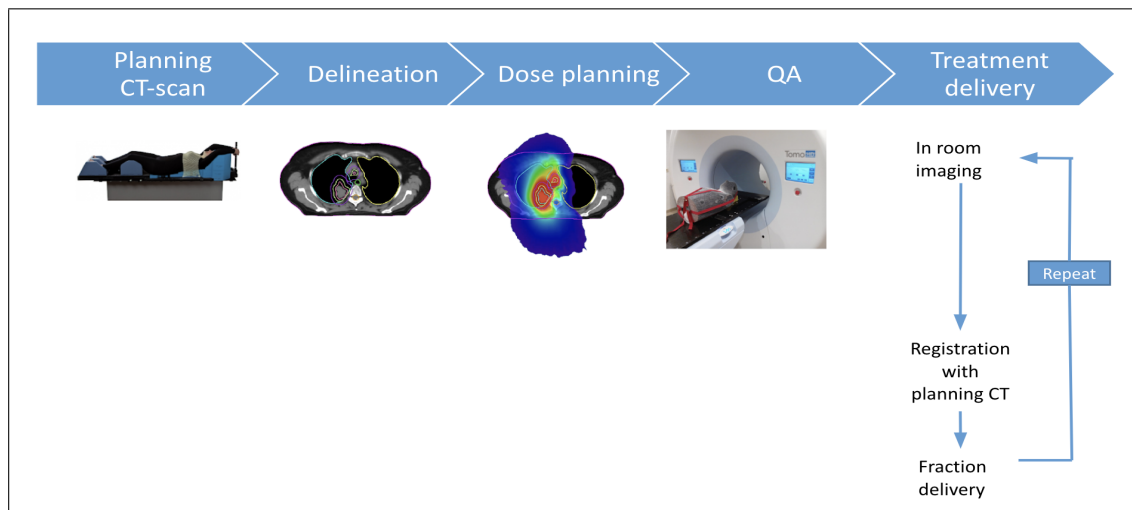 Planning
CT-scan
Delineation
Dose planning
QA
Treatment
delivery
In room
imaging
Repeat
Registration
with
planning CT
Fraction
delivery